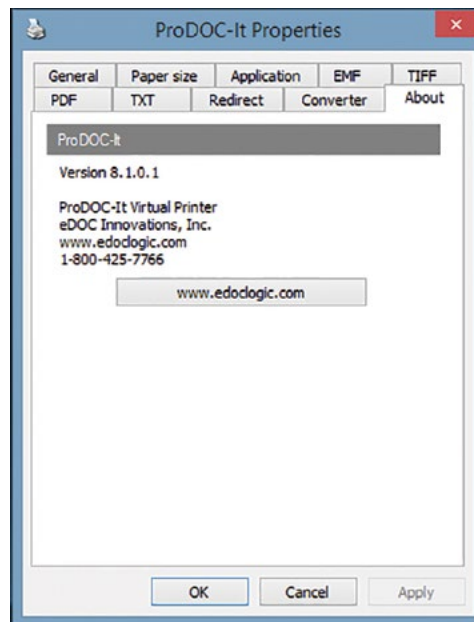 ProDOC-It Properties
General Paper size Application EMF TIFF
PDF TXT Redirect Converter About
ProDOC-It
Version 8.1.0.1
ProDOC-It Virtual Printer
eDOC Innovations, Inc.
www.edoclogic.com
1-800-425-7766
www.edoclogic.com
OK Cancel Apply